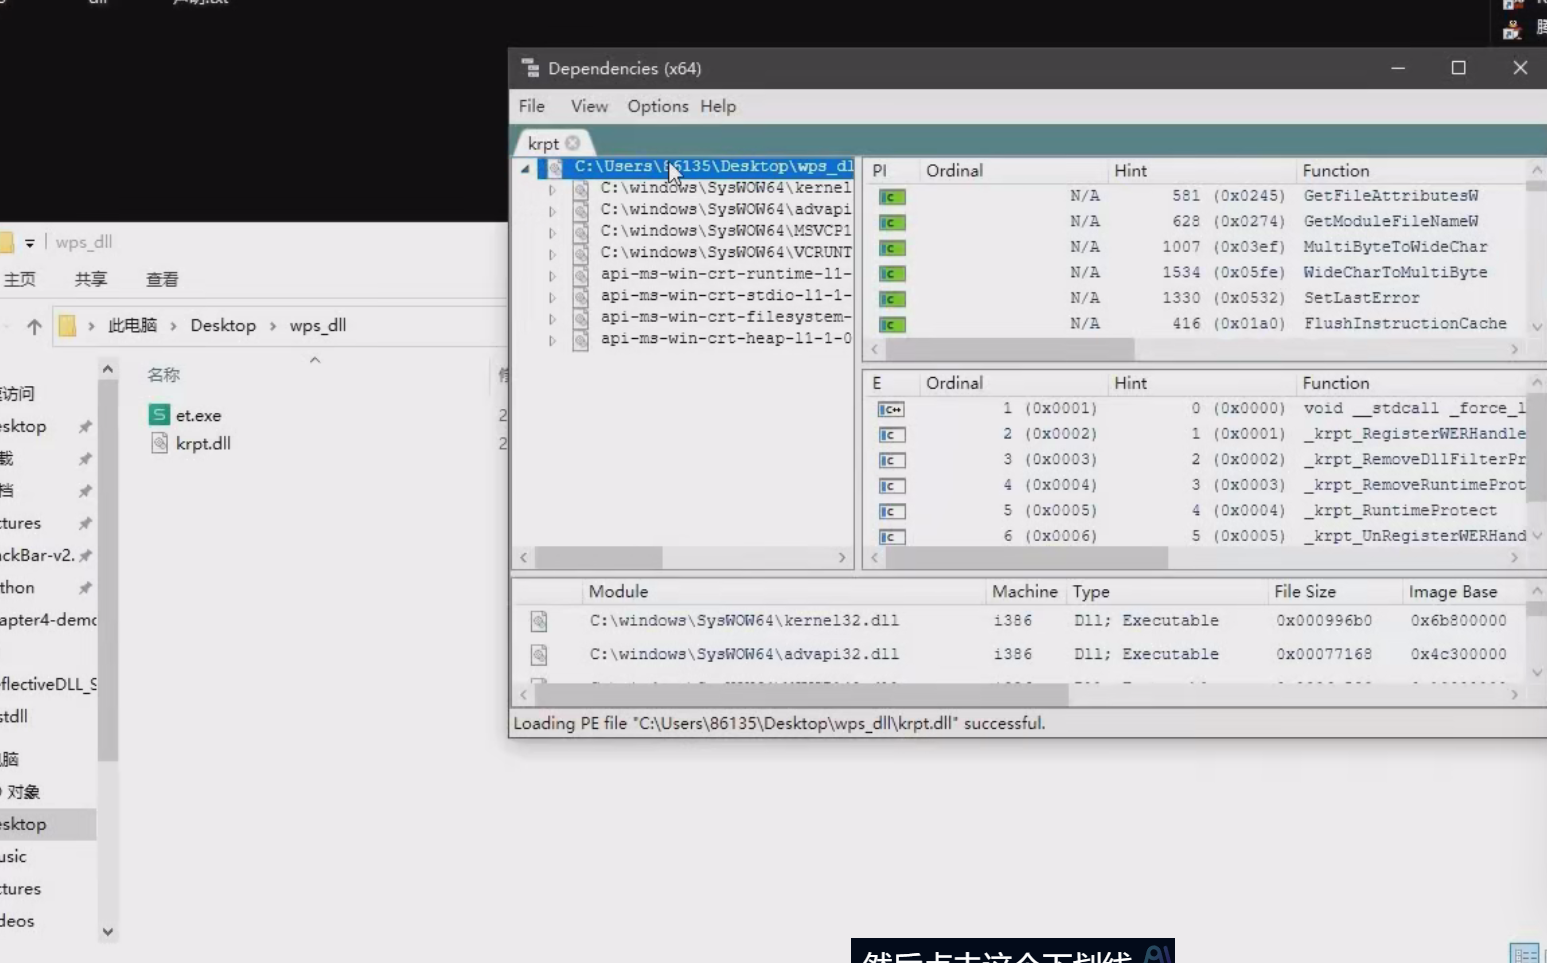 声明.txt
Dependencies (x64)
File View Options Help
krpt
C:\Users\86135\Desktop\wps_dl
C:\windows\SysWOW64\kernel
C:\windows\SysWOW64\advapi
C:\windows\SysWOW64\MSVCP1
C:\windows\SysWOW64\VCRUNT
api-ms-win-crt-runtime-l1-
api-ms-win-crt-stdio-l1-1-
api-ms-win-crt-filesystem-
api-ms-win-crt-heap-l1-1-0
PI Ordinal Hint Function
N/A 581 (0x0245) GetFileAttributesW
N/A 628 (0x0274) GetModuleFileNameW
N/A 1007 (0x03ef) MultiByteToWideChar
N/A 1534 (0x05fe) WideCharToMultiByte
N/A 1330 (0x0532) SetLastError
N/A 416 (0x01a0) FlushInstructionCache
E Ordinal Hint Function
1 (0x0001) 0 (0x0000) void __stdcall _force_l
2 (0x0002) 1 (0x0001) _krpt_RegisterWERHandle
3 (0x0003) 2 (0x0002) _krpt_RemoveDllFilterPr
4 (0x0004) 3 (0x0003) _krpt_RemoveRuntimeProt
5 (0x0005) 4 (0x0004) _krpt_RuntimeProtect
6 (0x0006) 5 (0x0005) _krpt_UnRegisterWERHand
Module Machine Type File Size Image Base
C:\windows\SysWOW64\kernel32.dll i386 Dll; Executable 0x000996b0 0x6b800000
C:\windows\SysWOW64\advapi32.dll i386 Dll; Executable 0x00077168 0x4c300000
Loading PE file "C:\Users\86135\Desktop\wps_dll\krpt.dll" successful.
wps_dll
主页 共享 查看
此电脑 Desktop wps_dll
名称
et.exe
krpt.dll
访问
esktop
载
档
ctures
ackBar-v2.
thon
apter4-demo
eflectiveDLL_S
stdll
电脑
对象
esktop
usic
ctures
deos
然后点击这个下划线